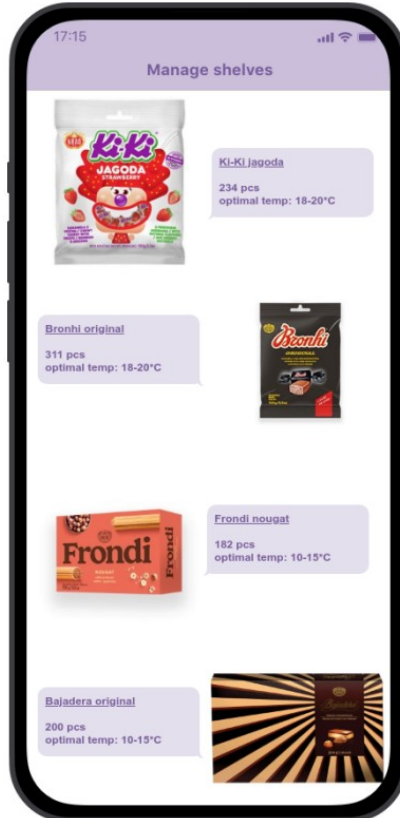 17:15
Manage shelves
KRAŠ
Ki-Ki
JAGODA
STRAWBERRY
Ki-Ki jagoda
234 pcs
optimal temp: 18-20°C
Bronhi original
311 pcs
optimal temp: 18-20°C
Bronhi
Frondi nougat
182 pcs
optimal temp: 10-15°C
Frondi
Frondi
NOUGAT
Bajadera original
200 pcs
optimal temp: 10-15°C
Bajadera